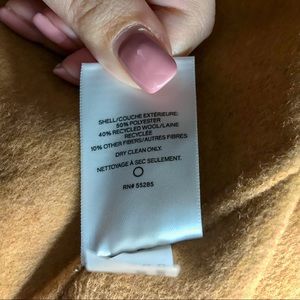 SHELL/COUCHE EXTÉRIEURE:
50% POLYESTER
40% RECYCLED WOOL/LAINE
RECYCLÉE
10% OTHER FIBERS/AUTRES FIBRES
DRY CLEAN ONLY.
NETTOYAGE À SEC SEULEMENT.
RN# 55285